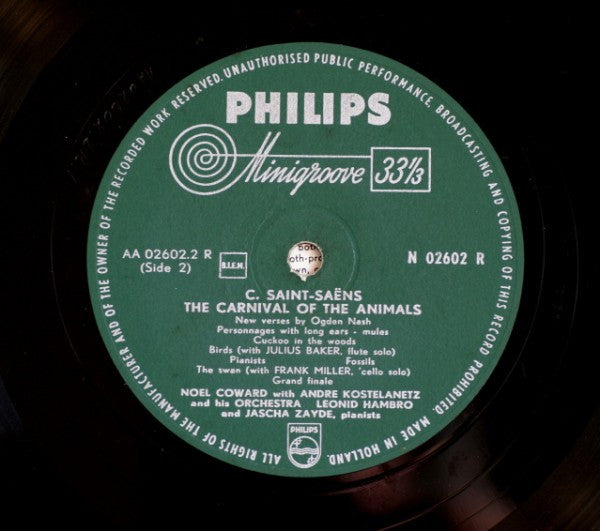 ALL RIGHTS OF THE MANUFACTURER AND OF THE OWNER OF THE RECORDED WORK RESERVED. UNAUTHORISED PUBLIC PERFORMANCE, BROADCASTING AND COPYING OF THIS RECORD PROHIBITED. MADE IN HOLLAND.
PHILIPS
Minigroove 33⅓
AA 02602.2 R
(Side 2)
B.I.E.M.
N 02602 R
C. SAINT-SAËNS
THE CARNIVAL OF THE ANIMALS
New verses by Ogden Nash
Personnages with long ears - mules
Cuckoo in the woods
Birds (with JULIUS BAKER, flute solo)
Pianists Fossils
The swan (with FRANK MILLER, 'cello solo)
Grand finale
NOEL COWARD with ANDRE KOSTELANETZ
and his ORCHESTRA LEONID HAMBRO
and JASCHA ZAYDE, pianists
PHILIPS